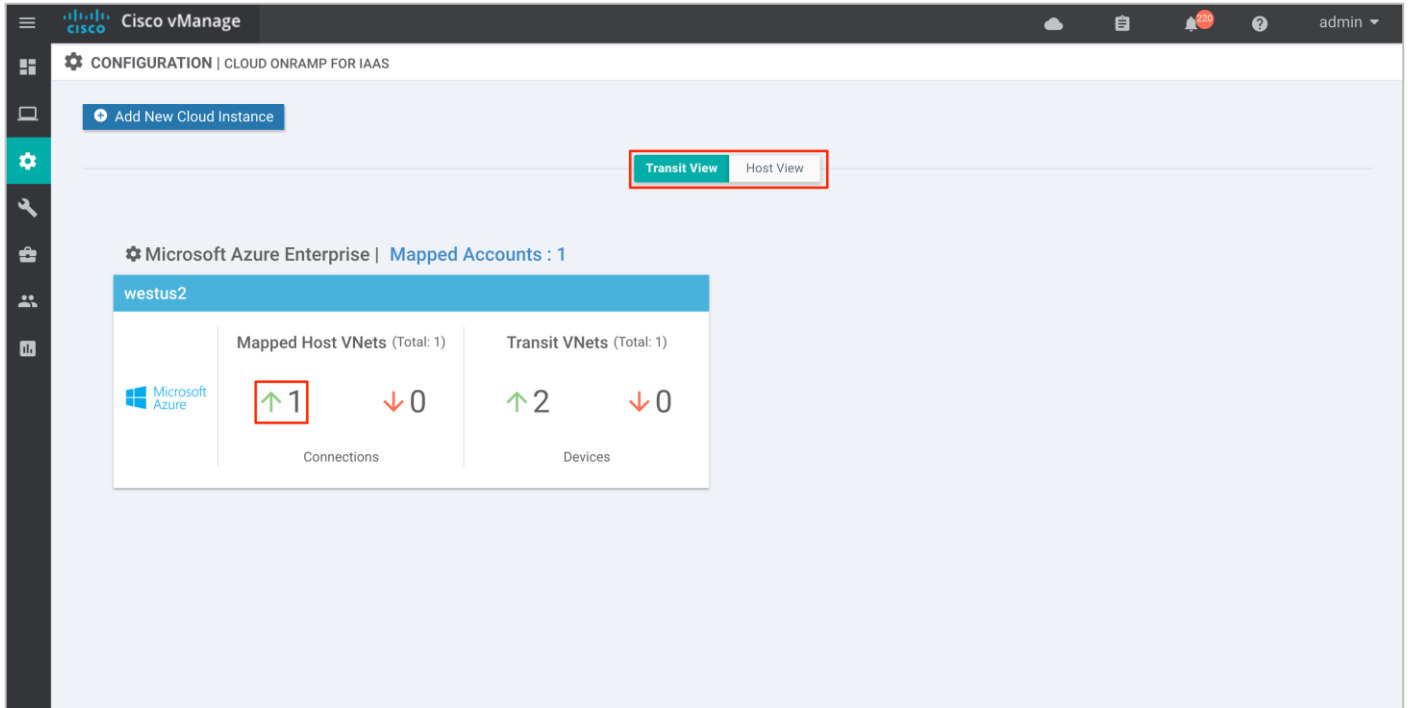 cisco Cisco vManage 220 admin
CONFIGURATION | CLOUD ONRAMP FOR IAAS
Add New Cloud Instance
Transit View Host View
Microsoft Azure Enterprise | Mapped Accounts : 1
westus2
Mapped Host VNets (Total: 1) Transit VNets (Total: 1)
Microsoft
Azure
↑1 ↓0 ↑2 ↓0
Connections Devices